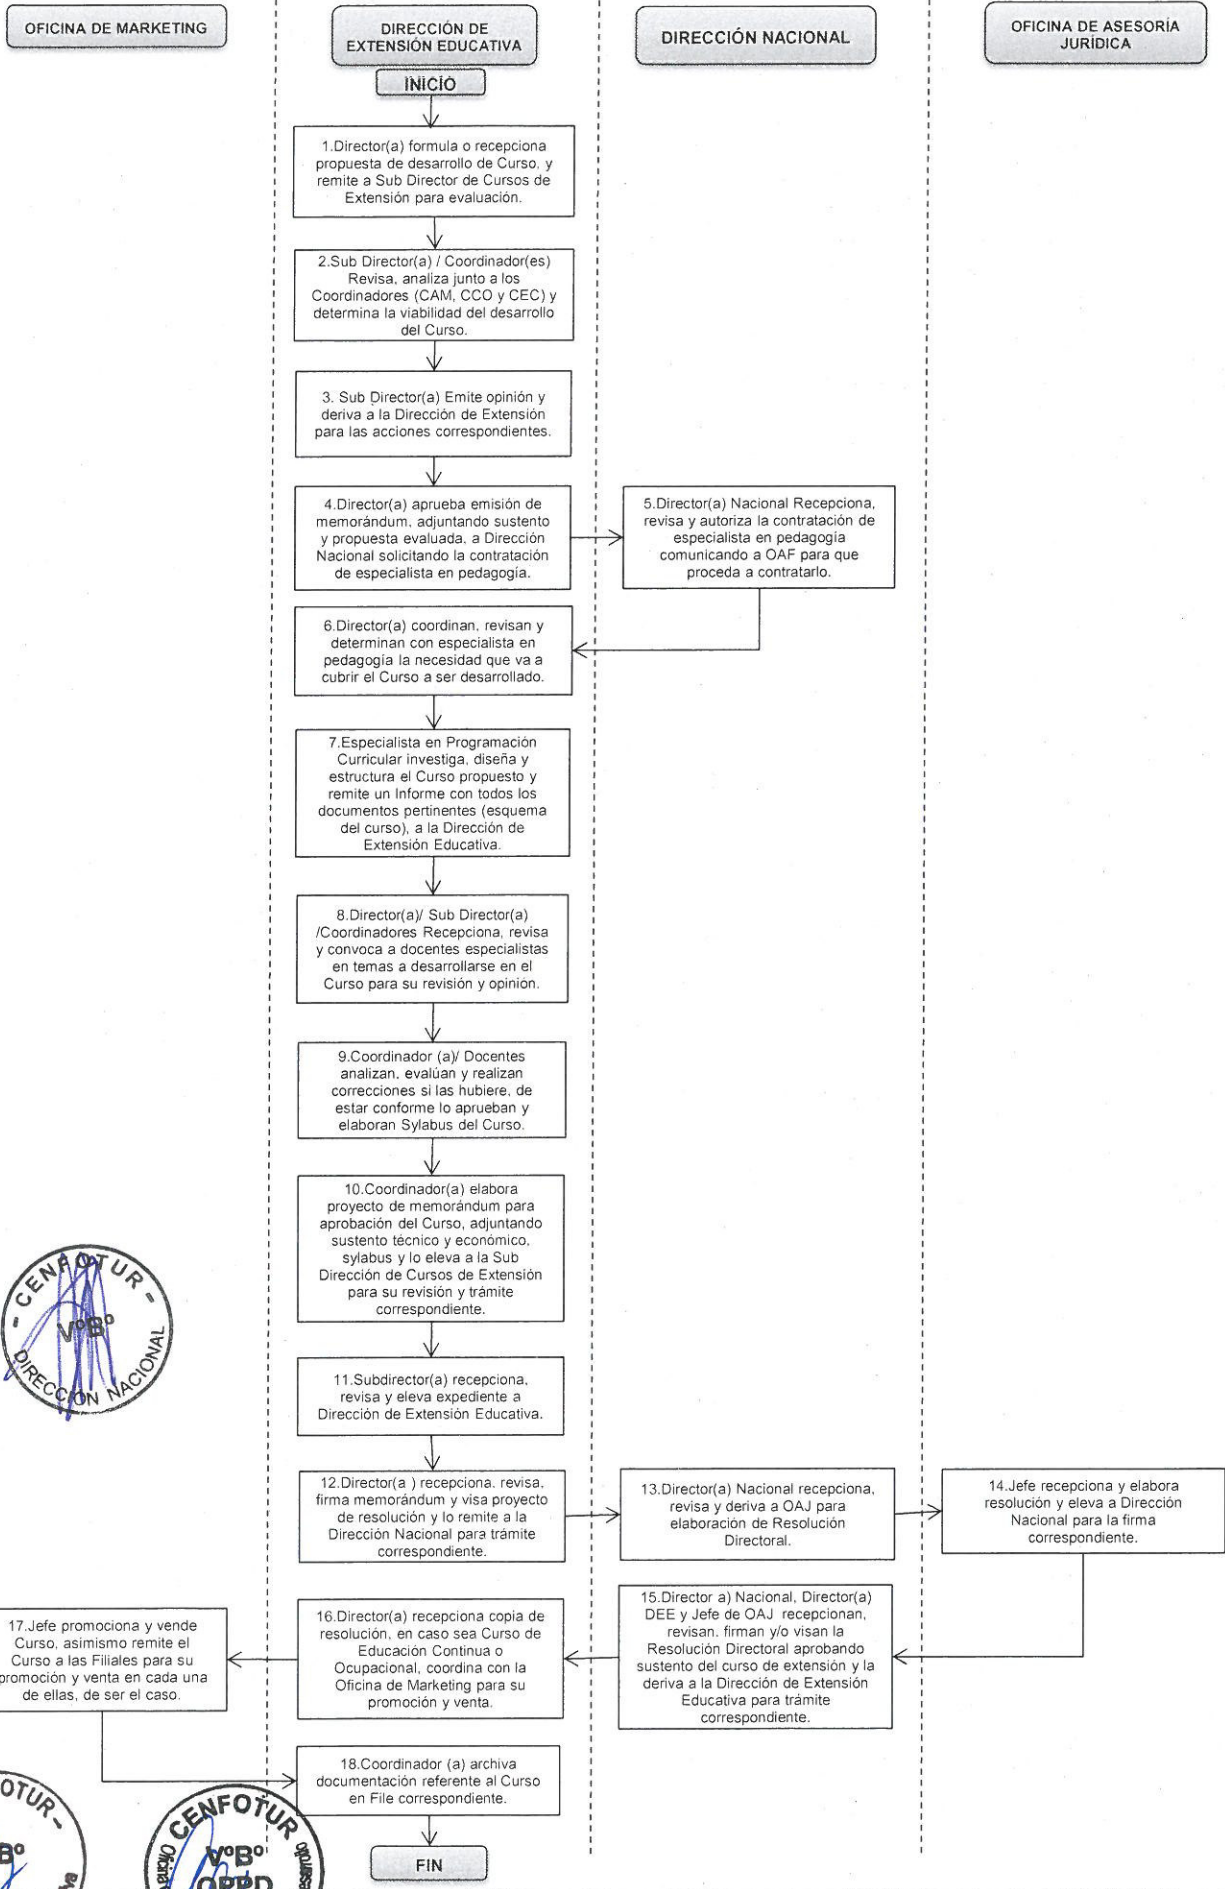 OFICINA DE MARKETING
DIRECCIÓN DE
EXTENSIÓN EDUCATIVA
DIRECCIÓN NACIONAL
OFICINA DE ASESORÍA
JURÍDICA
INICIO
1.Director(a) formula o recepciona
propuesta de desarrollo de Curso, y
remite a Sub Director de Cursos de
Extensión para evaluación.
2.Sub Director(a) / Coordinador(es)
Revisa, analiza junto a los
Coordinadores (CAM, CCO y CEC) y
determina la viabilidad del desarrollo
del Curso.
3. Sub Director(a) Emite opinión y
deriva a la Dirección de Extensión
para las acciones correspondientes.
4.Director(a) aprueba emisión de
memorándum, adjuntando sustento
y propuesta evaluada, a Dirección
Nacional solicitando la contratación
de especialista en pedagogía.
5.Director(a) Nacional Recepciona,
revisa y autoriza la contratación de
especialista en pedagogía
comunicando a OAF para que
proceda a contratarlo.
6.Director(a) coordinan, revisan y
determinan con especialista en
pedagogía la necesidad que va a
cubrir el Curso a ser desarrollado.
7.Especialista en Programación
Curricular investiga, diseña y
estructura el Curso propuesto y
remite un Informe con todos los
documentos pertinentes (esquema
del curso), a la Dirección de
Extensión Educativa.
8.Director(a)/ Sub Director(a)
/Coordinadores Recepciona, revisa
y convoca a docentes especialistas
en temas a desarrollarse en el
Curso para su revisión y opinión.
9.Coordinador (a)/ Docentes
analizan, evalúan y realizan
correcciones si las hubiere, de
estar conforme lo aprueban y
elaboran Sylabus del Curso.
10.Coordinador(a) elabora
proyecto de memorándum para
aprobación del Curso, adjuntando
sustento técnico y económico,
sylabus y lo eleva a la Sub
Dirección de Cursos de Extensión
para su revisión y trámite
correspondiente.
- CENFOTUR -
VºBº
DIRECCIÓN NACIONAL
11.Subdirector(a) recepciona,
revisa y eleva expediente a
Dirección de Extensión Educativa.
12.Director(a ) recepciona, revisa,
firma memorándum y visa proyecto
de resolución y lo remite a la
Dirección Nacional para trámite
correspondiente.
13.Director(a) Nacional recepciona,
revisa y deriva a OAJ para
elaboración de Resolución
Directoral.
14.Jefe recepciona y elabora
resolución y eleva a Dirección
Nacional para la firma
correspondiente.
15.Director a) Nacional, Director(a)
DEE y Jefe de OAJ recepcionan,
revisan, firman y/o visan la
Resolución Directoral aprobando
sustento del curso de extensión y la
deriva a la Dirección de Extensión
Educativa para trámite
correspondiente.
16.Director(a) recepciona copia de
resolución, en caso sea Curso de
Educación Continua o
Ocupacional, coordina con la
Oficina de Marketing para su
promoción y venta.
17.Jefe promociona y vende
Curso, asimismo remite el
Curso a las Filiales para su
promoción y venta en cada una
de ellas, de ser el caso.
18.Coordinador (a) archiva
documentación referente al Curso
en File correspondiente.
FIN
OTUR -
Bº
CENFOTUR
VºBº
OPPD
Oficina